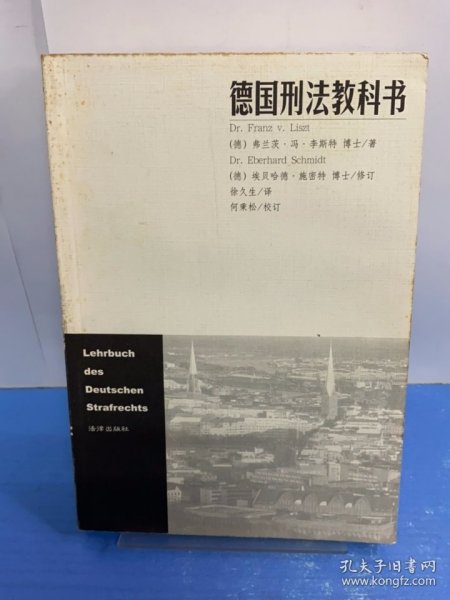 德国刑法教科书
Dr. Franz v. Liszt
(德) 弗兰茨·冯·李斯特 博士/著
Dr. Eberhard Schmidt
(德) 埃贝哈德·施密特 博士/修订
徐久生/译
何秉松/校订
Lehrbuch
des
Deutschen
Strafrechts
法律出版社
孔夫子旧书网
www.kongfz.com